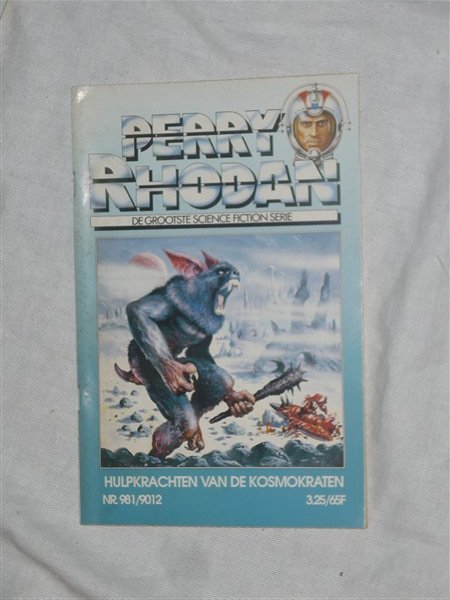 PERRY
RHODAN
DE GROOTSTE SCIENCE FICTION SERIE
HULPKRACHTEN VAN DE KOSMOKRATEN
NR. 981/9012 3.25/65F